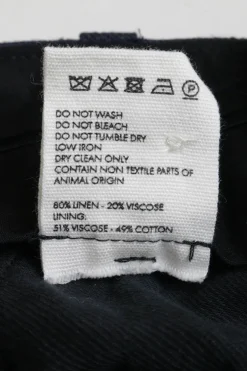 DO NOT WASH
DO NOT BLEACH
DO NOT TUMBLE DRY
LOW IRON
DRY CLEAN ONLY
CONTAIN NON TEXTILE PARTS OF
ANIMAL ORIGIN
80% LINEN - 20% VISCOSE
LINING:
51% VISCOSE - 49% COTTON